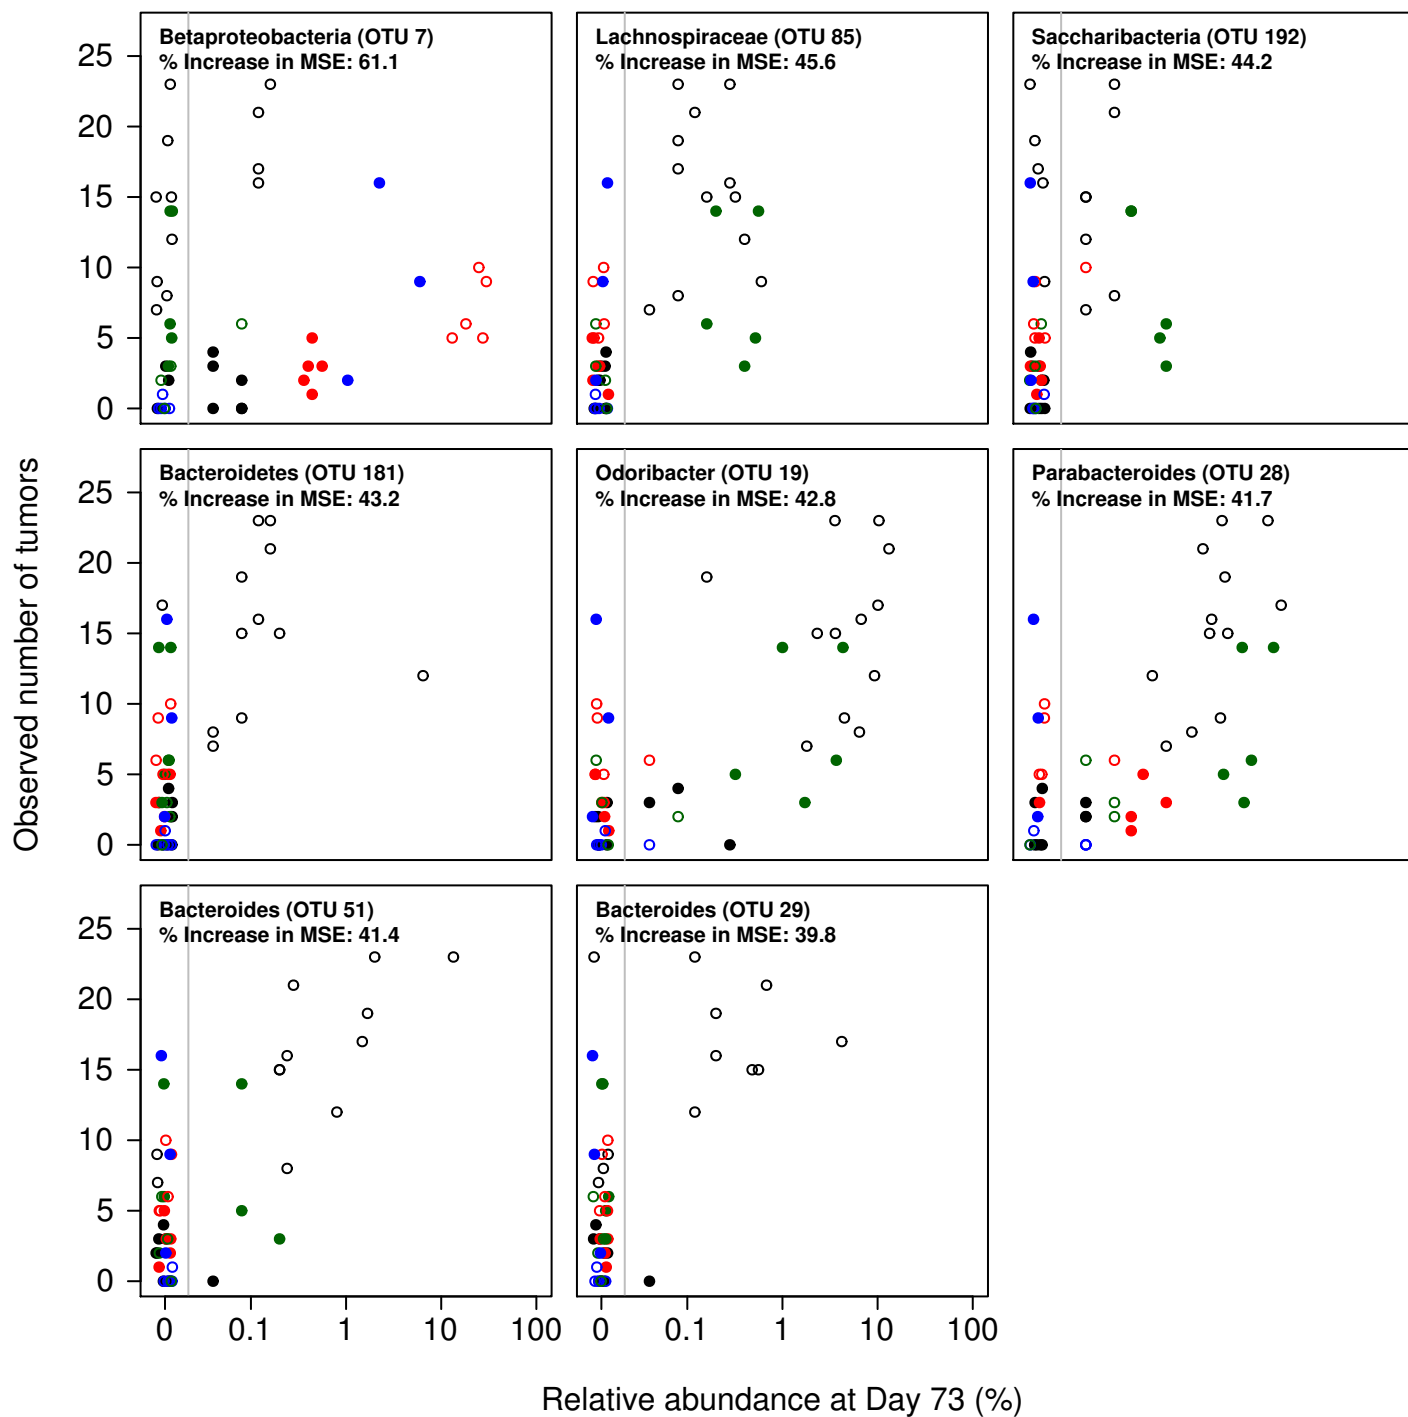 Betaproteobacteria (OTU 7)
% Increase in MSE: 61.1
Lachnospiraceae (OTU 85)
% Increase in MSE: 45.6
Saccharibacteria (OTU 192)
% Increase in MSE: 44.2
25
20
15
10
5
0
Bacteroidetes (OTU 181)
% Increase in MSE: 43.2
Odoribacter (OTU 19)
% Increase in MSE: 42.8
Parabacteroides (OTU 28)
% Increase in MSE: 41.7
25
20
15
10
5
0
Observed number of tumors
Bacteroides (OTU 51)
% Increase in MSE: 41.4
Bacteroides (OTU 29)
% Increase in MSE: 39.8
25
20
15
10
5
0
0 0.1 1 10 100
0 0.1 1 10 100
Relative abundance at Day 73 (%)